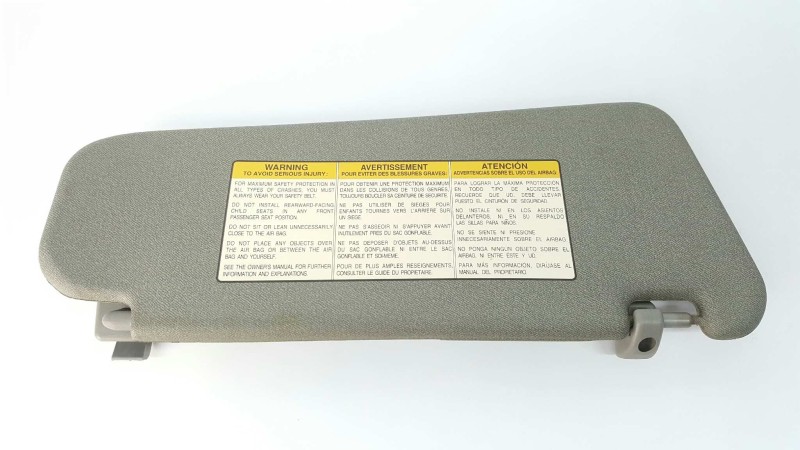 WARNING
TO AVOID SERIOUS INJURY:
FOR MAXIMUM SAFETY PROTECTION IN
ALL TYPES OF CRASHES, YOU MUST
ALWAYS WEAR YOUR SAFETY BELT.
DO NOT INSTALL REARWARD-FACING
CHILD SEATS IN ANY FRONT
PASSENGER SEAT POSITION.
DO NOT SIT OR LEAN UNNECESSARILY
CLOSE TO THE AIR BAG.
DO NOT PLACE ANY OBJECTS OVER
THE AIR BAG OR BETWEEN THE AIR
BAG AND YOURSELF.
SEE THE OWNER'S MANUAL FOR FURTHER
INFORMATION AND EXPLANATIONS.
AVERTISSEMENT
POUR EVITER DES BLESSURES GRAVES:
POUR OBTENIR UNE PROTECTION MAXIMUM
DANS LES COLLISIONS DE TOUS GENRES,
TOUJOURS BOUCLER SA CEINTURE DE SECURITE.
NE PAS UTILISER DE SIEGES POUR
ENFANTS TOURNES VERS L'ARRIERE SUR
UN SIEGE.
NE PAS S'ASSEOIR NI S'APPUYER AVANT
INUTILEMENT PRES DU SAC GONFLABLE.
NE PAS DEPOSER D'OBJETS AU-DESSUS
DU SAC GONFLABLE NI ENTRE LE SAC
GONFLABLE ET SOI-MEME.
POUR DE PLUS AMPLES RESEIGNEMENTS,
CONSULTER LE GUIDE DU PROPIETAIRE.
ATENCIÓN
ADVERTENCIAS SOBRE EL USO DEL AIRBAG:
PARA LOGRAR LA MÁXIMA PROTECCIÓN
EN TODO TIPO DE ACCIDENTES,
RECUERDE QUE UD. DEBE LLEVAR
PUESTO EL CINTURON DE SEGURIDAD.
NO INSTALE NI EN LOS ASIENTOS
DELANTEROS, NI EN SU RESPALDO
LAS SILLAS PARA NIÑOS.
NO SE SIENTE NI PRESIONE
INNECESARIAMENTE SOBRE EL AIRBAG.
NO PONGA NINGÚN OBJETO SOBRE EL
AIRBAG, NI ENTRE ESTE Y UD.
PARA MÁS INFORMACIÓN, DIRÍJASE AL
MANUAL DEL PROPIETARIO.